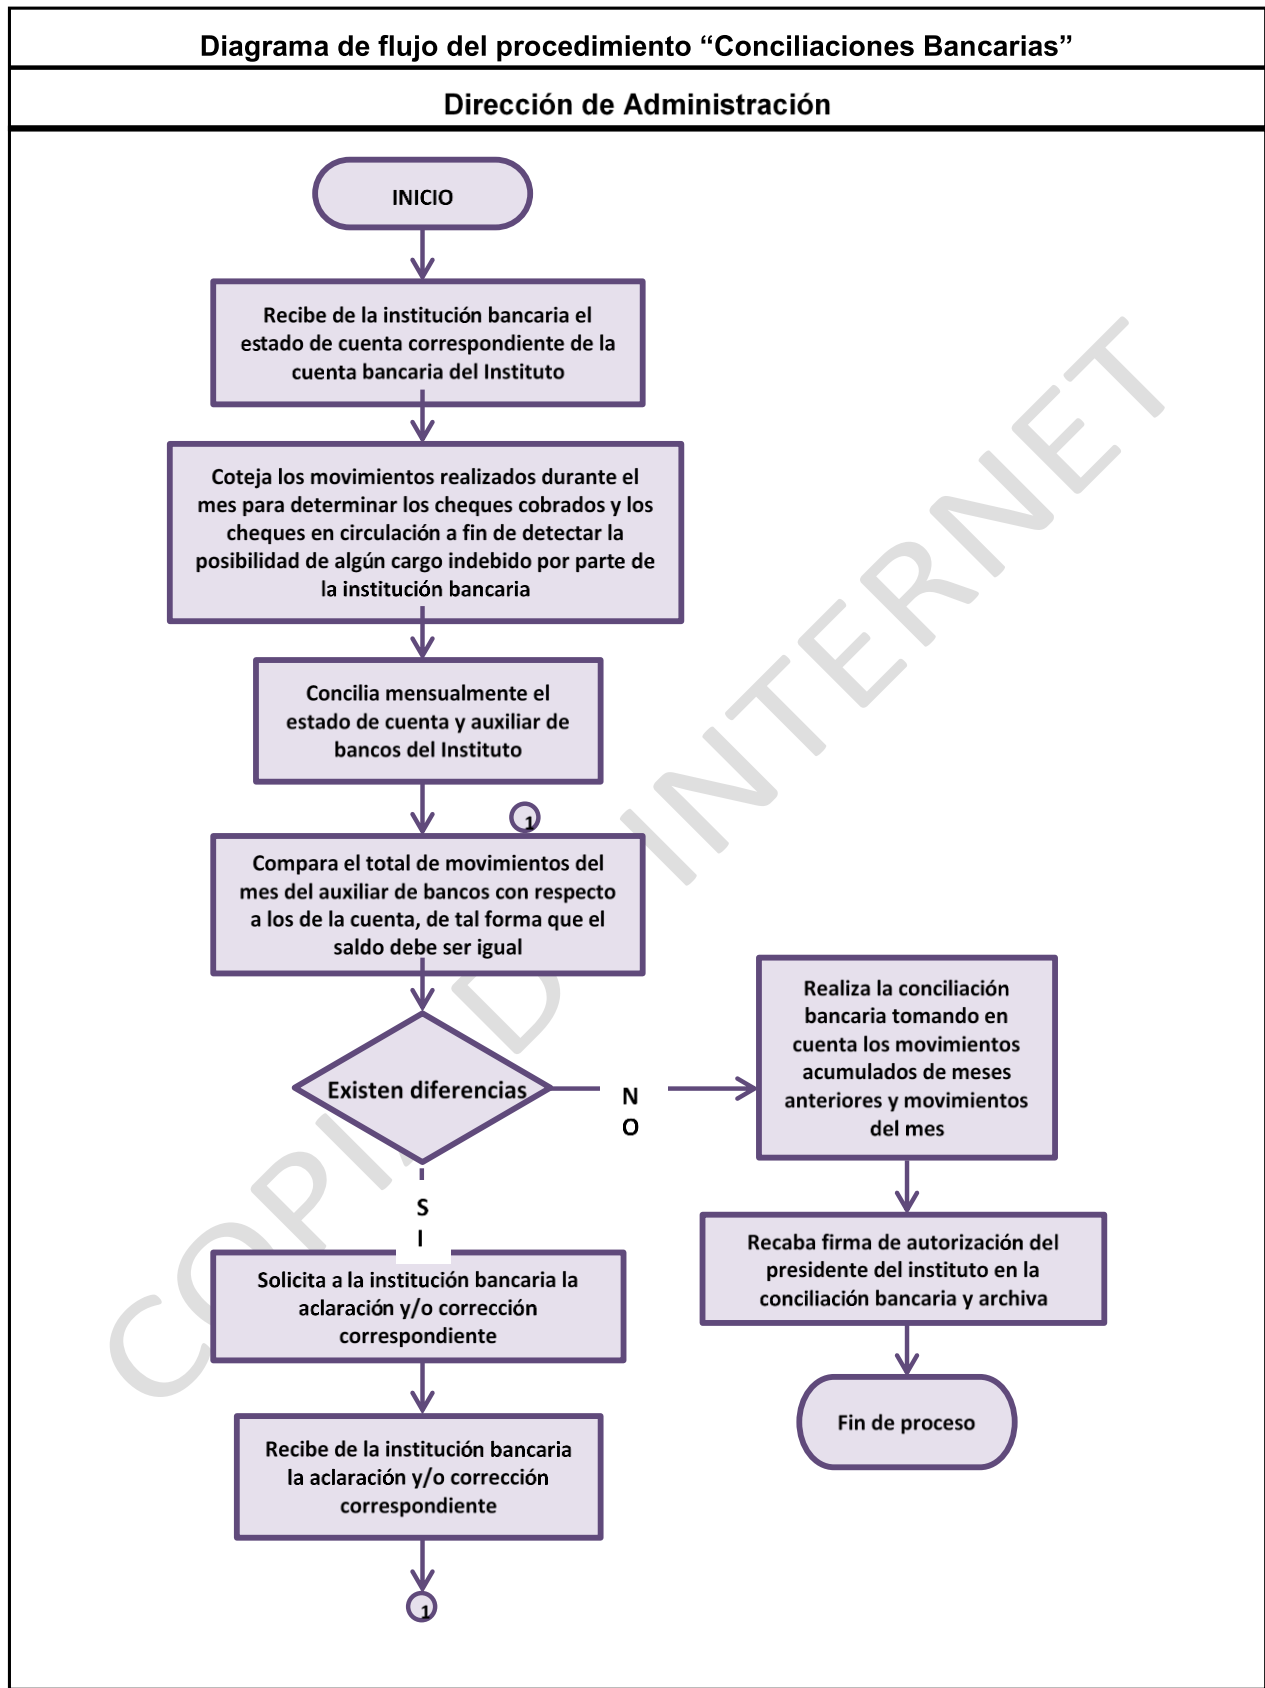 Diagrama de flujo del procedimiento “Conciliaciones Bancarias”
Dirección de Administración
INICIO
Recibe de la institución bancaria el
estado de cuenta correspondiente de la
cuenta bancaria del Instituto
Coteja los movimientos realizados durante el
mes para determinar los cheques cobrados y los
cheques en circulación a fin de detectar la
posibilidad de algún cargo indebido por parte de
la institución bancaria
Concilia mensualmente el
estado de cuenta y auxiliar de
bancos del Instituto
1
Compara el total de movimientos del
mes del auxiliar de bancos con respecto
a los de la cuenta, de tal forma que el
saldo debe ser igual
Existen diferencias
N
O
Realiza la conciliación
bancaria tomando en
cuenta los movimientos
acumulados de meses
anteriores y movimientos
del mes
Recaba firma de autorización del
presidente del instituto en la
conciliación bancaria y archiva
Fin de proceso
S
I
Solicita a la institución bancaria la
aclaración y/o corrección
correspondiente
Recibe de la institución bancaria
la aclaración y/o corrección
correspondiente
1
INTERNET